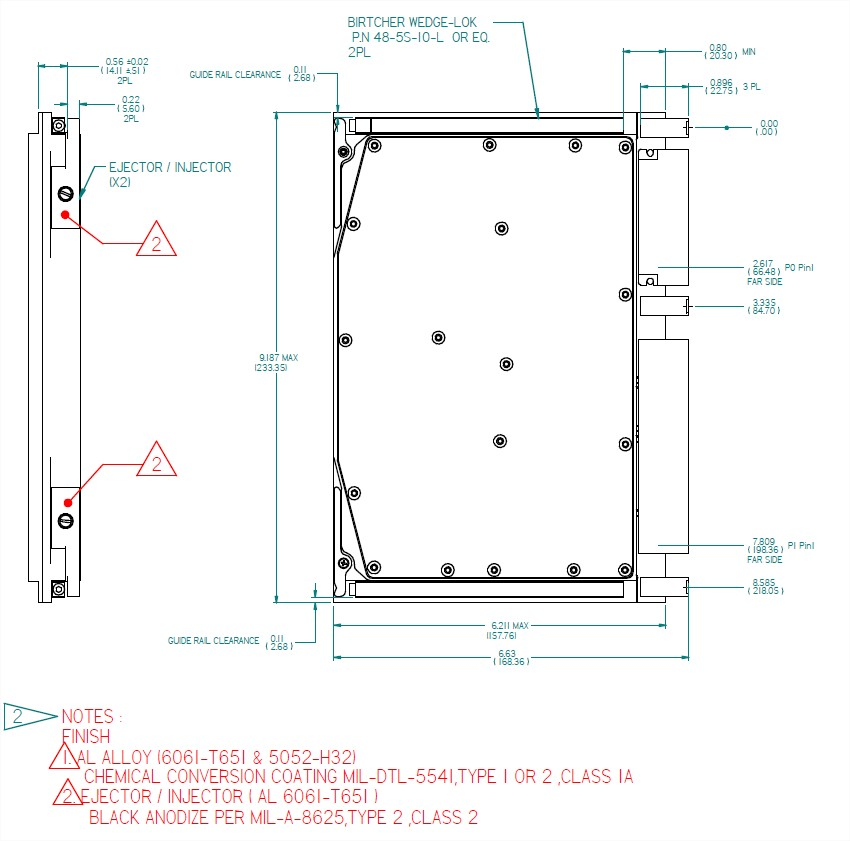 BIRTCHER WEDGE-LOK
P.N 48-5S-10-L OR EQ.
2PL
0.56 ±0.02
(14.11 ±.51)
2PL
GUIDE RAIL CLEARANCE 0.11
(2.68)
0.80 MIN
(20.30)
0.896 3 PL
(22.75)
0.22
(5.60)
2PL
0.00
(.00)
EJECTOR / INJECTOR
(X2)
2
2.617 P0 Pin1
(66.48)
FAR SIDE
3.335
(84.70)
9.187 MAX
(233.35)
2
7.809 P1 Pin1
(198.36)
FAR SIDE
8.585
(218.05)
GUIDE RAIL CLEARANCE 0.11
(2.68)
6.211 MAX
(157.76)
6.63
(168.36)
2 NOTES :
FINISH
1. AL ALLOY (6061-T651 & 5052-H32)
CHEMICAL CONVERSION COATING MIL-DTL-5541,TYPE 1 OR 2 ,CLASS 1A
2. EJECTOR / INJECTOR ( AL 6061-T651 )
BLACK ANODIZE PER MIL-A-8625,TYPE 2 ,CLASS 2